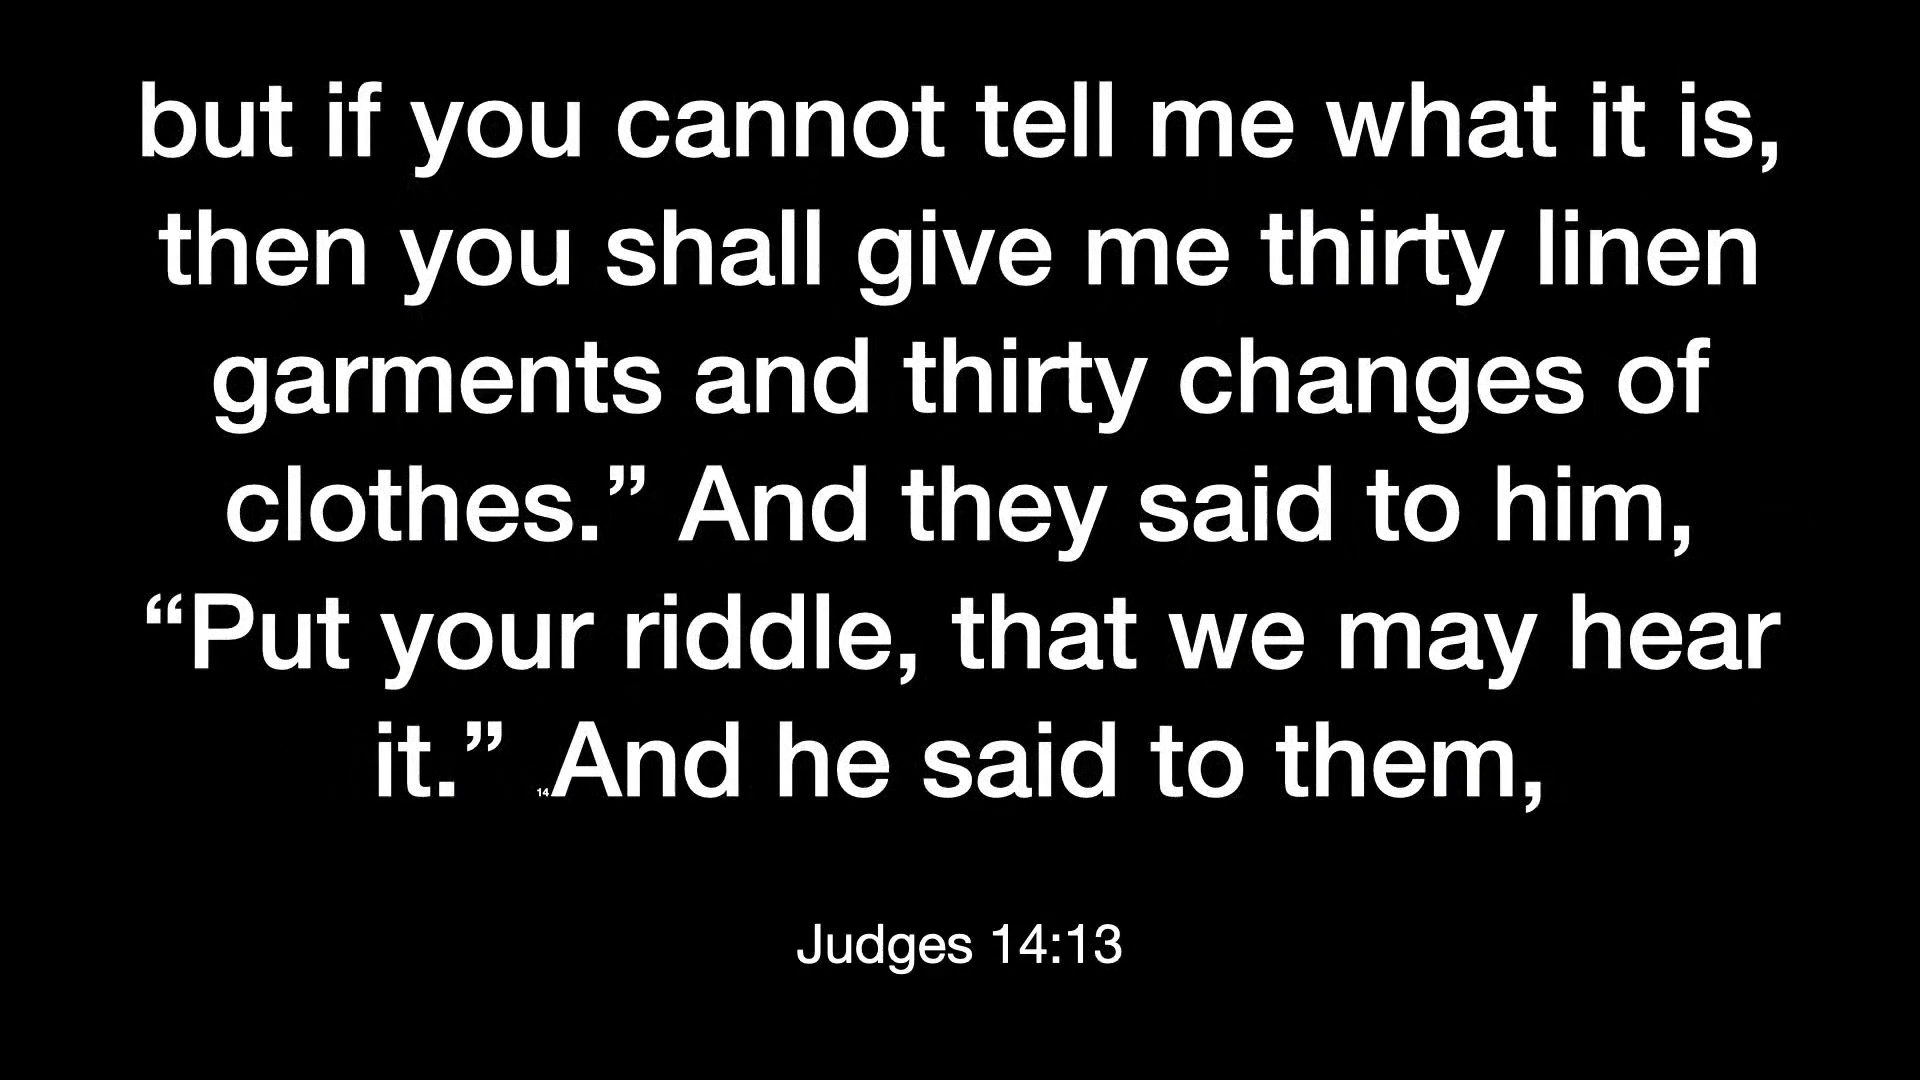 but if you cannot tell me what it is,
then you shall give me thirty linen
garments and thirty changes of
clothes.” And they said to him,
“Put your riddle, that we may hear
it.” 14And he said to them,
Judges 14:13